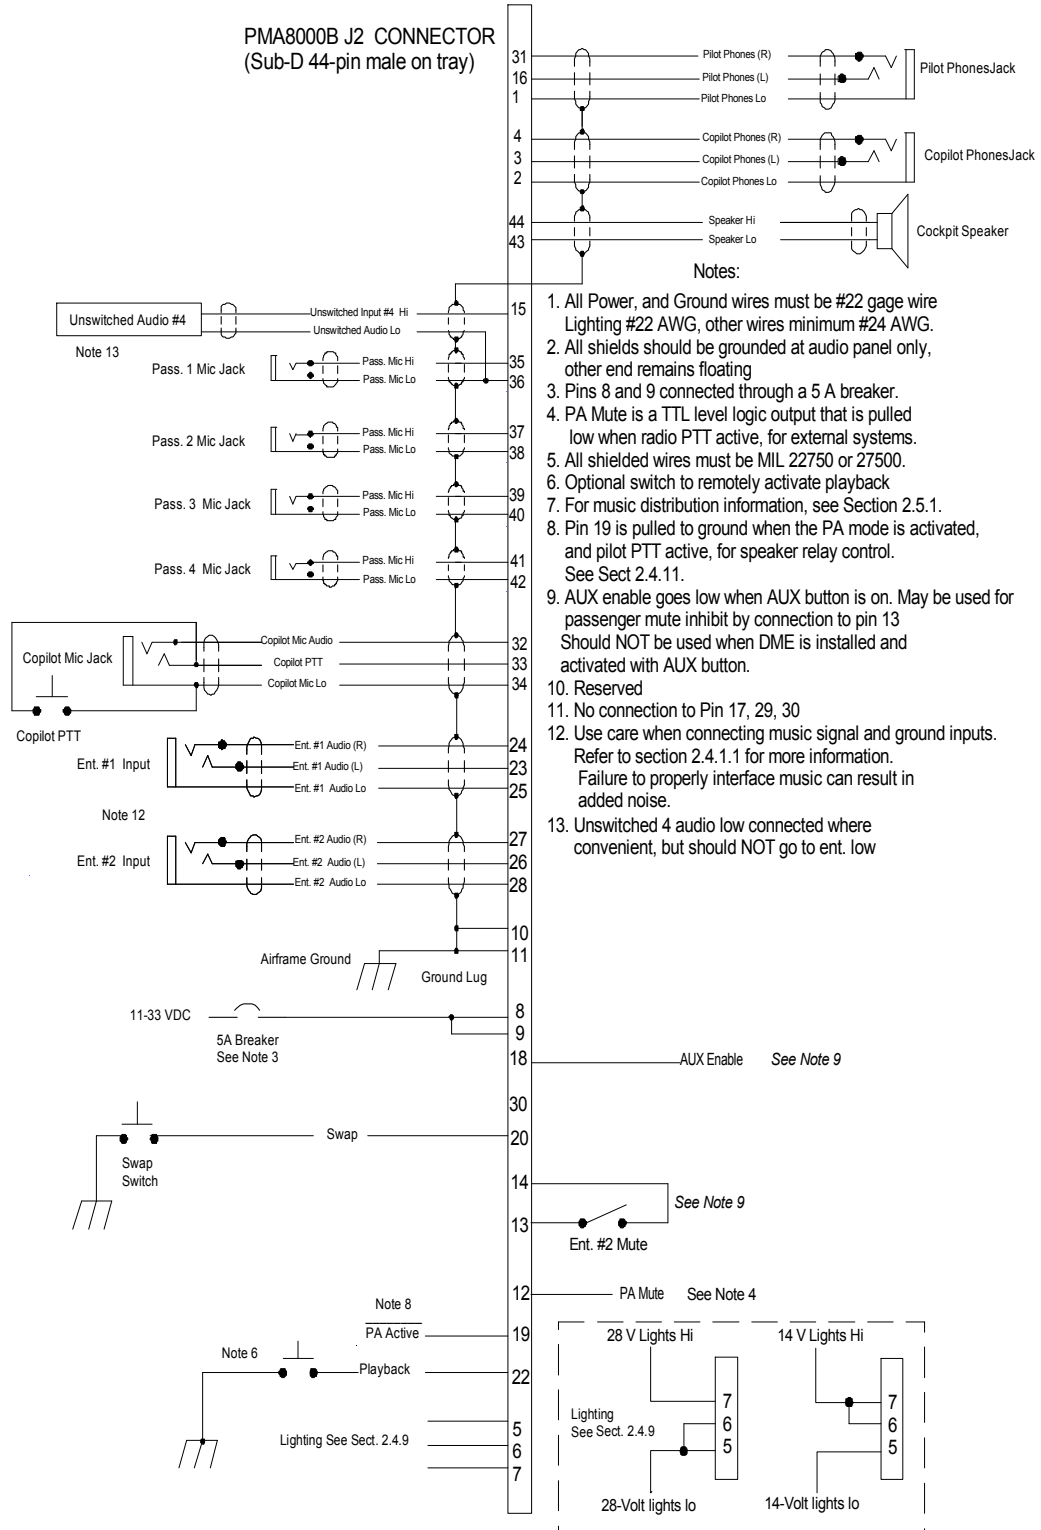 PMA8000B J2 CONNECTOR
(Sub-D 44-pin male on tray)
31 Pilot Phones (R)
16 Pilot Phones (L)
1 Pilot Phones Lo
Pilot PhonesJack
4 Copilot Phones (R)
3 Copilot Phones (L)
2 Copilot Phones Lo
Copilot PhonesJack
44 Speaker Hi
43 Speaker Lo
Cockpit Speaker
Unswitched Audio #4
Unswitched Input #4 Hi 15
Unswitched Audio Lo
Note 13
Pass. 1 Mic Jack
Pass. Mic Hi 35
Pass. Mic Lo 36
Pass. 2 Mic Jack
Pass. Mic Hi 37
Pass. Mic Lo 38
Pass. 3 Mic Jack
Pass. Mic Hi 39
Pass. Mic Lo 40
Pass. 4 Mic Jack
Pass. Mic Hi 41
Pass. Mic Lo 42
Copilot Mic Jack
Copilot Mic Audio 32
Copilot PTT 33
Copilot Mic Lo 34
Copilot PTT
Ent. #1 Input
Ent. #1 Audio (R) 24
Ent. #1 Audio (L) 23
Ent. #1 Audio Lo 25
Note 12
Ent. #2 Input
Ent. #2 Audio (R) 27
Ent. #2 Audio (L) 26
Ent. #2 Audio Lo 28
10
11
Airframe Ground
Ground Lug
11-33 VDC
5A Breaker
See Note 3
8
9
18 AUX Enable See Note 9
30
Swap 20
Swap
Switch
14
See Note 9
13
Ent. #2 Mute
12 PA Mute See Note 4
Note 8
PA Active 19
Note 6
Playback 22
Lighting See Sect. 2.4.9
5
6
7
Notes:
1. All Power, and Ground wires must be #22 gage wire
Lighting #22 AWG, other wires minimum #24 AWG.
2. All shields should be grounded at audio panel only,
other end remains floating
3. Pins 8 and 9 connected through a 5 A breaker.
4. PA Mute is a TTL level logic output that is pulled
low when radio PTT active, for external systems.
5. All shielded wires must be MIL 22750 or 27500.
6. Optional switch to remotely activate playback
7. For music distribution information, see Section 2.5.1.
8. Pin 19 is pulled to ground when the PA mode is activated,
and pilot PTT active, for speaker relay control.
See Sect 2.4.11.
9. AUX enable goes low when AUX button is on. May be used for
passenger mute inhibit by connection to pin 13
Should NOT be used when DME is installed and
activated with AUX button.
10. Reserved
11. No connection to Pin 17, 29, 30
12. Use care when connecting music signal and ground inputs.
Refer to section 2.4.1.1 for more information.
Failure to properly interface music can result in
added noise.
13. Unswitched 4 audio low connected where
convenient, but should NOT go to ent. low
28 V Lights Hi
7
6
5
Lighting
See Sect. 2.4.9
28-Volt lights lo
14 V Lights Hi
7
6
5
14-Volt lights lo